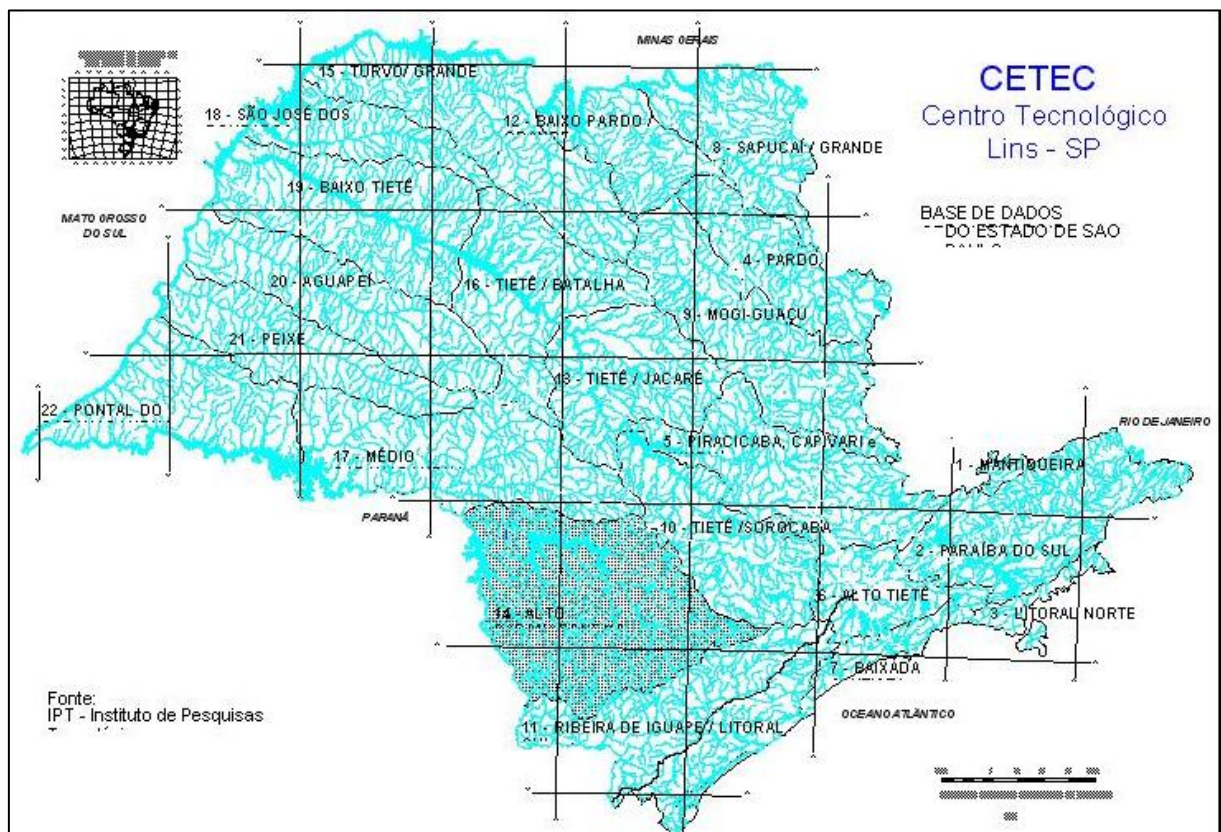 MINAS GERAIS
CETEC
Centro Tecnológico
Lins - SP
15 - TURVO/ GRANDE
18 - SÃO JOSÉ DOS
12 - BAIXO PARDO /
8 - SAPUCAÍ / GRANDE
19 - BAIXO TIETÊ
MATO GROSSO
DO SUL
BASE DE DADOS
DO ESTADO DE SAO
4 - PARDO
20 - AGUAPEÍ
16 - TIETÊ / BATALHA
9 - MOGI-GUAÇU
21 - PEIXE
13 - TIETÊ / JACARÉ
22 - PONTAL DO
RIO DE JANEIRO
5 - PIRACICABA, CAPIVARI e
17 - MÉDIO
1 - MANTIQUEIRA
PARANÁ
10 - TIETÊ /SOROCABA
2 - PARAÍBA DO SUL
6 - ALTO TIETÊ
14 - ALTO
3 - LITORAL NORTE
7 - BAIXADA
Fonte:
IPT - Instituto de Pesquisas
OCEANO ATLÂNTICO
11 - RIBEIRA DE IGUAPE / LITORAL